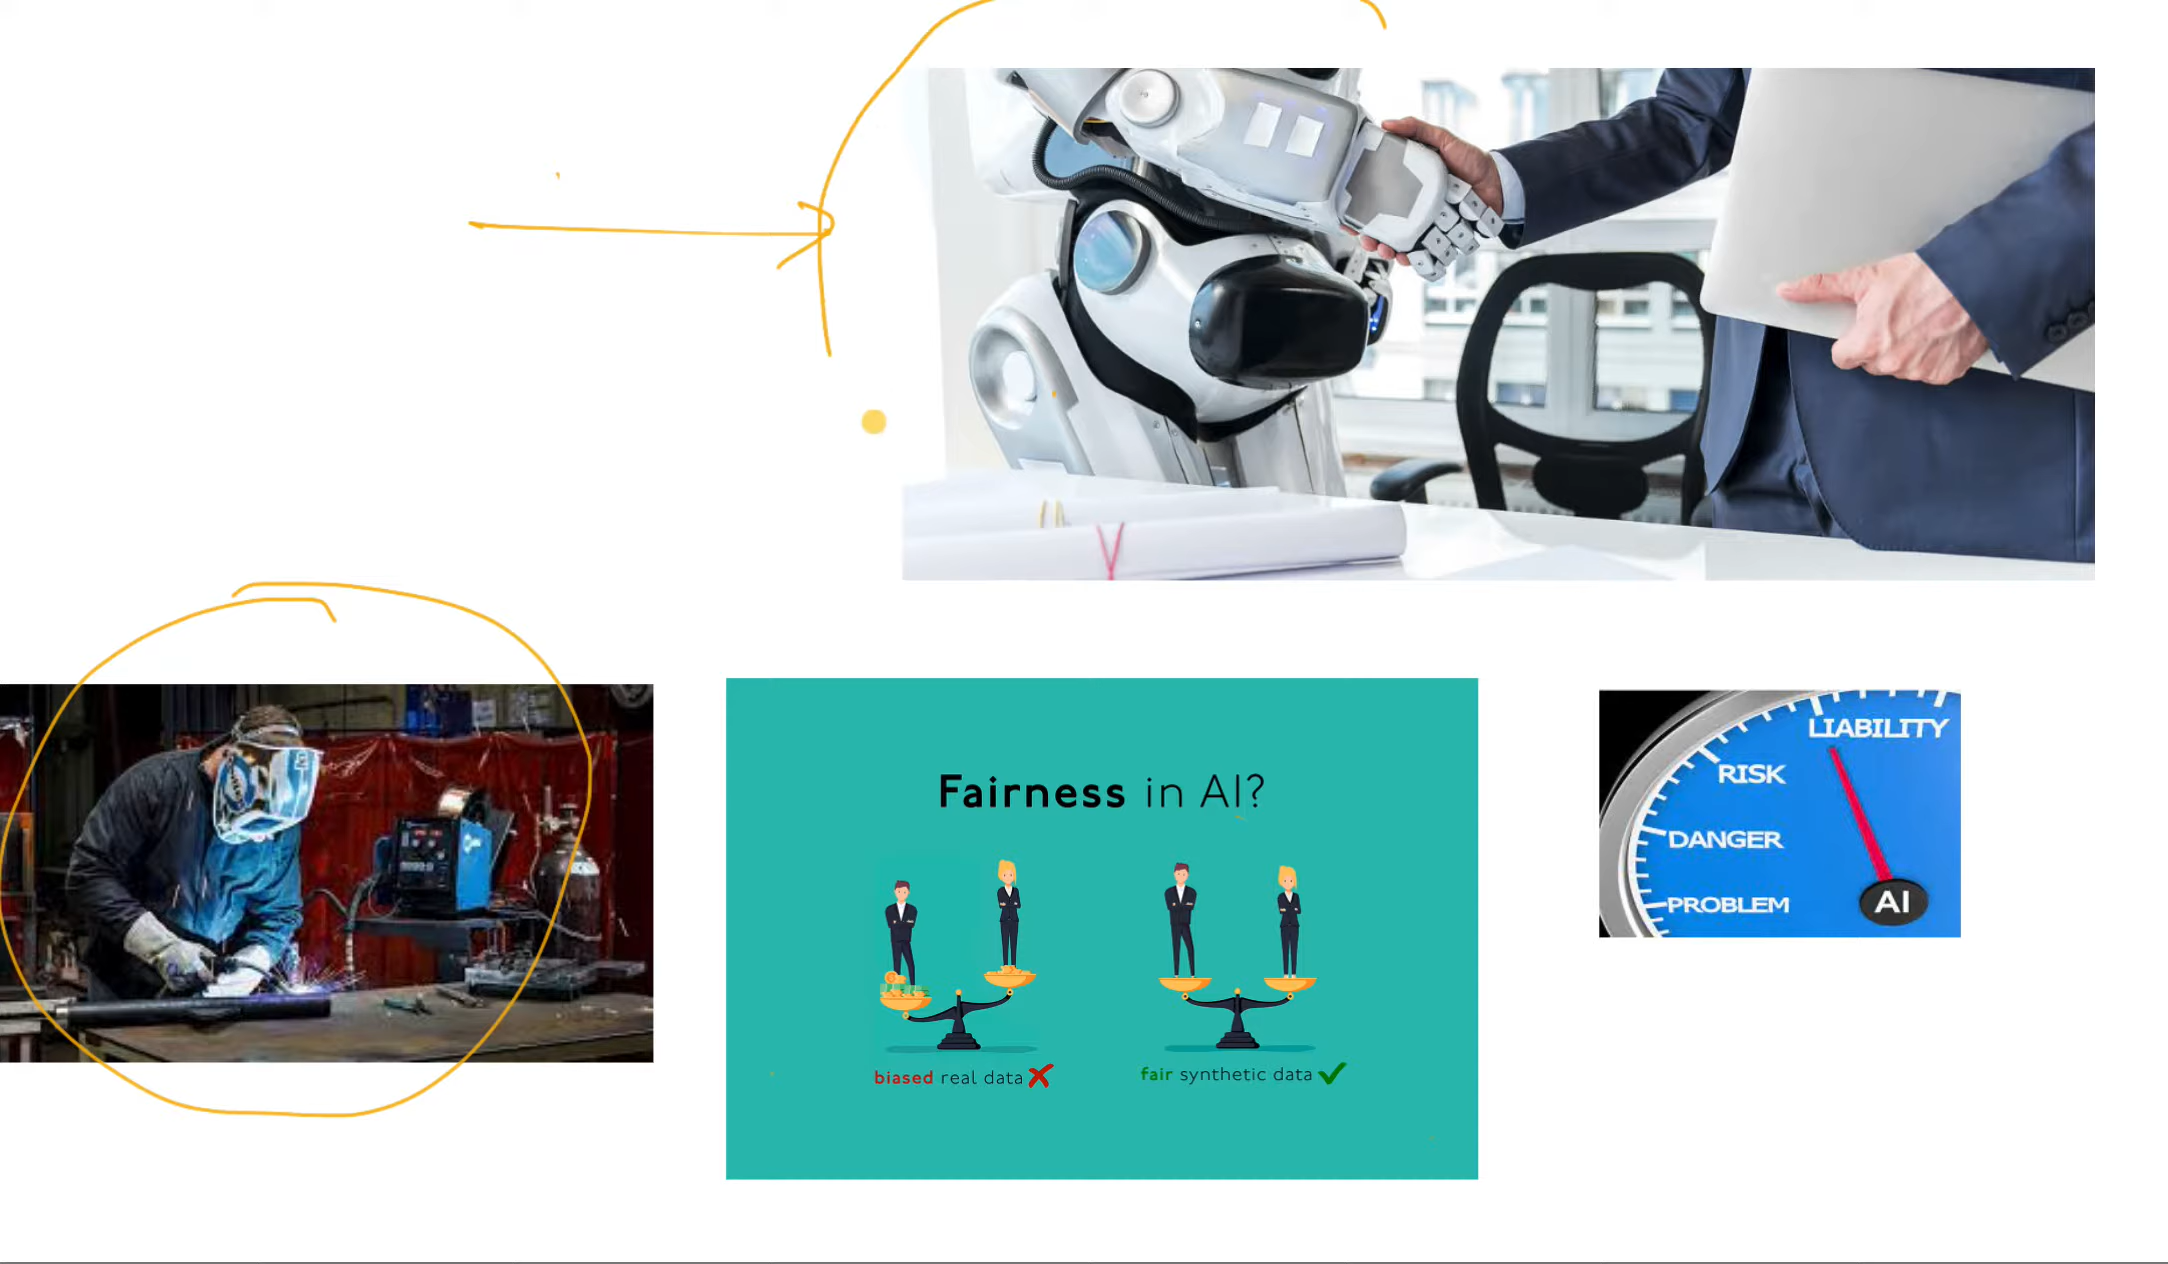 Fairness in AI?
biased real data
fair synthetic data
LIABILITY
RISK
DANGER
PROBLEM
AI